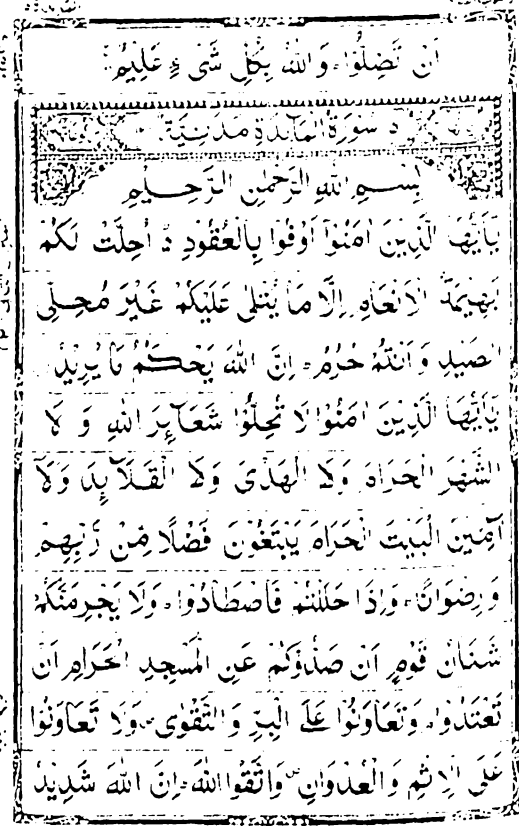 اَنْ تَضِلُّوْا ؕ وَاللّٰهُ بِكُلِّ شَىْءٍ عَلِيْمٌ
سُوْرَةُ الْمَآئِدَةِ مَدَنِيَّةٌ
بِسْمِ اللّٰهِ الرَّحْمٰنِ الرَّحِيْمِ
يٰٓاَيُّهَا الَّذِيْنَ اٰمَنُوْٓا اَوْفُوْا بِالْعُقُوْدِ ؕ اُحِلَّتْ لَكُمْ
بَهِيْمَةُ الْاَنْعَامِ اِلَّا مَا يُتْلٰى عَلَيْكُمْ غَيْرَ مُحِلِّى
الصَّيْدِ وَاَنْتُمْ حُرُمٌ ؕ اِنَّ اللّٰهَ يَحْكُمُ مَا يُرِيْدُ
يٰٓاَيُّهَا الَّذِيْنَ اٰمَنُوْا لَا تُحِلُّوْا شَعَآئِرَ اللّٰهِ وَ لَا
الشَّهْرَ الْحَرَامَ وَلَا الْهَدْىَ وَلَا الْقَلَآئِدَ وَلَآ
آمِّيْنَ الْبَيْتَ الْحَرَامَ يَبْتَغُوْنَ فَضْلًا مِّنْ رَّبِّهِمْ
وَرِضْوَانًا ؕ وَاِذَا حَلَلْتُمْ فَاصْطَادُوْا ؕ وَلَا يَجْرِمَنَّكُمْ
شَنَاٰنُ قَوْمٍ اَنْ صَدُّوْكُمْ عَنِ الْمَسْجِدِ الْحَرَامِ اَنْ
تَعْتَدُوْا ۘ وَتَعَاوَنُوْا عَلَى الْبِرِّ وَالتَّقْوٰى ۖ وَلَا تَعَاوَنُوْا
عَلَى الْاِثْمِ وَالْعُدْوَانِ ۖ وَاتَّقُوا اللّٰهَ ؕ اِنَّ اللّٰهَ شَدِيْدُ